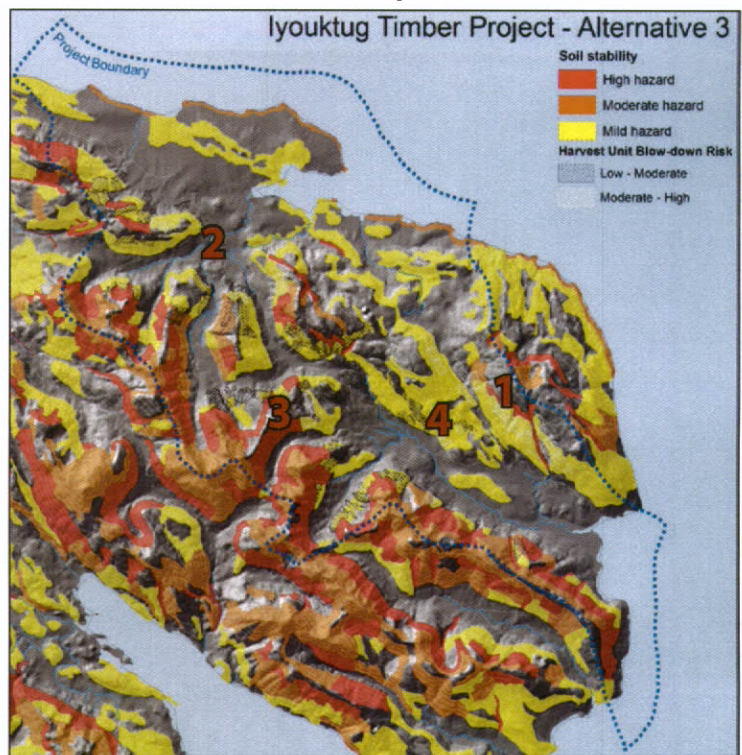 Iyouktug Timber Project - Alternative 3
Project Boundary
Soil stability
High hazard
Moderate hazard
Mild hazard
Harvest Unit Blow-down Risk
Low - Moderate
Moderate - High
2
1
3
4